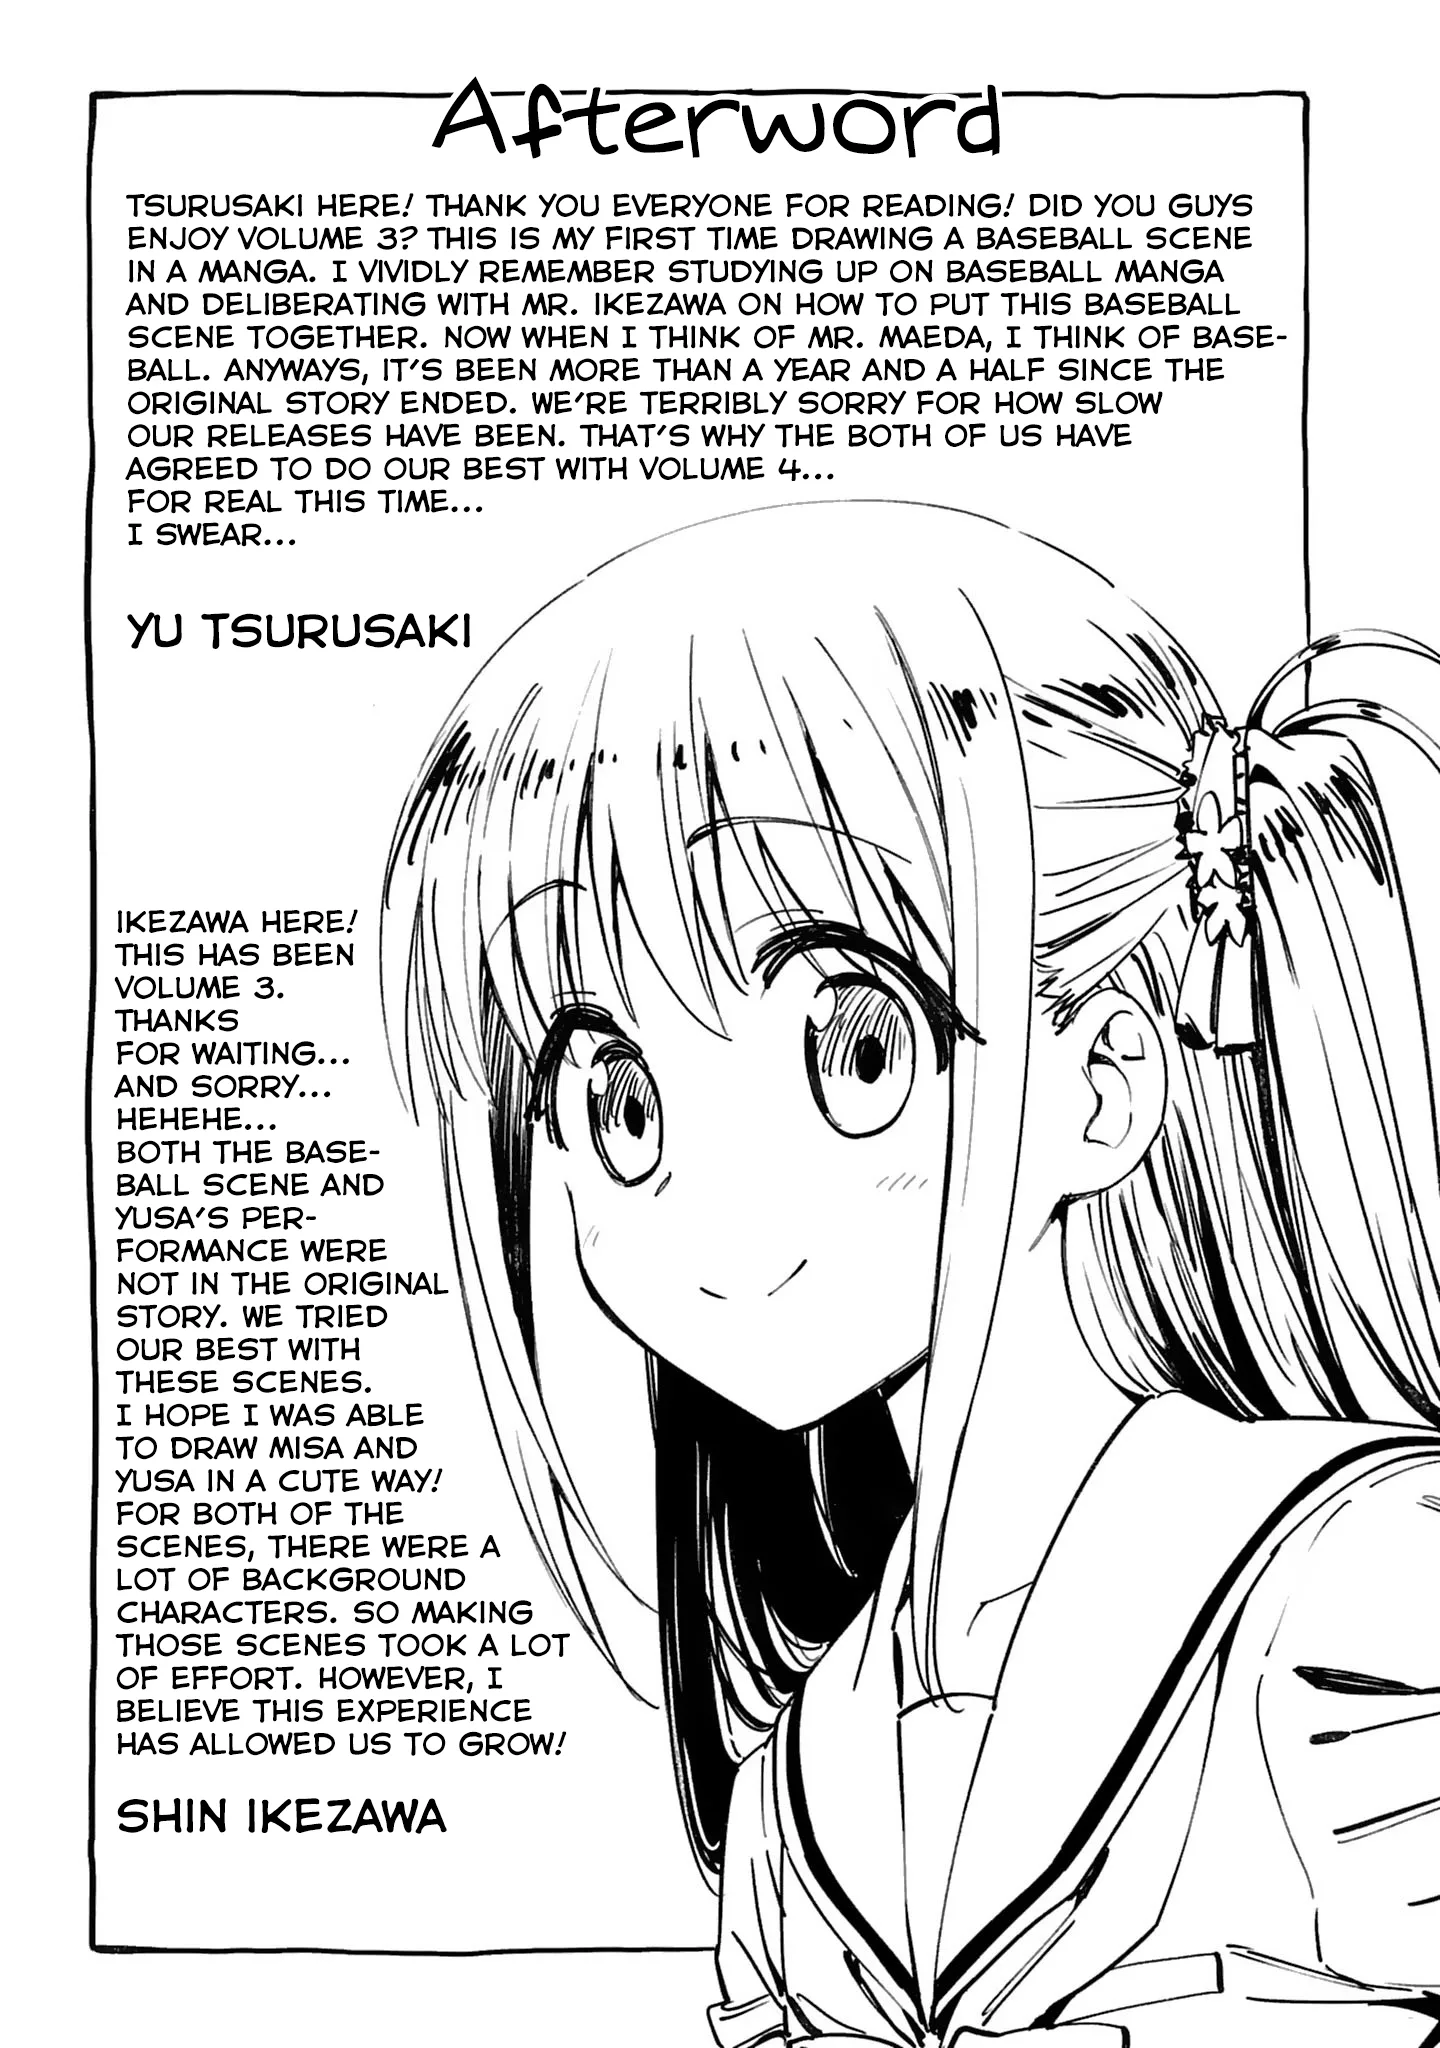 Afterword
TSURUSAKI HERE! THANK YOU EVERYONE FOR READING! DID YOU GUYS
ENJOY VOLUME 3? THIS IS MY FIRST TIME DRAWING A BASEBALL SCENE
IN A MANGA. I VIVIDLY REMEMBER STUDYING UP ON BASEBALL MANGA
AND DELIBERATING WITH MR. IKEZAWA ON HOW TO PUT THIS BASEBALL
SCENE TOGETHER. NOW WHEN I THINK OF MR. MAEDA, I THINK OF BASE-
BALL. ANYWAYS, IT'S BEEN MORE THAN A YEAR AND A HALF SINCE THE
ORIGINAL STORY ENDED. WE'RE TERRIBLY SORRY FOR HOW SLOW
OUR RELEASES HAVE BEEN. THAT'S WHY THE BOTH OF US HAVE
AGREED TO DO OUR BEST WITH VOLUME 4...
FOR REAL THIS TIME...
I SWEAR...
YU TSURUSAKI
IKEZAWA HERE!
THIS HAS BEEN
VOLUME 3.
THANKS
FOR WAITING...
AND SORRY...
HEHEHE...
BOTH THE BASE-
BALL SCENE AND
YUSA'S PER-
FORMANCE WERE
NOT IN THE ORIGINAL
STORY. WE TRIED
OUR BEST WITH
THESE SCENES.
I HOPE I WAS ABLE
TO DRAW MISA AND
YUSA IN A CUTE WAY!
FOR BOTH OF THE
SCENES, THERE WERE A
LOT OF BACKGROUND
CHARACTERS. SO MAKING
THOSE SCENES TOOK A LOT
OF EFFORT. HOWEVER, I
BELIEVE THIS EXPERIENCE
HAS ALLOWED US TO GROW!
SHIN IKEZAWA